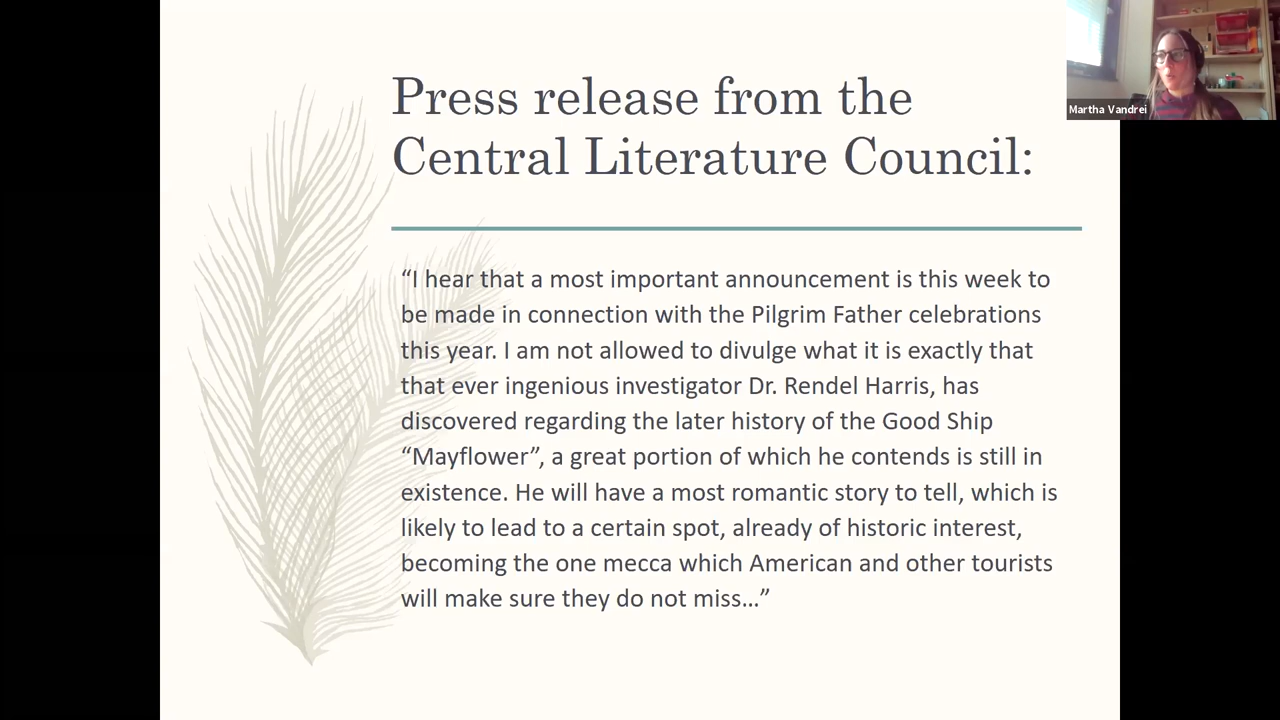 Press release from the
Central Literature Council:
Martha Vandrei
“I hear that a most important announcement is this week to
be made in connection with the Pilgrim Father celebrations
this year. I am not allowed to divulge what it is exactly that
that ever ingenious investigator Dr. Rendel Harris, has
discovered regarding the later history of the Good Ship
“Mayflower”, a great portion of which he contends is still in
existence. He will have a most romantic story to tell, which is
likely to lead to a certain spot, already of historic interest,
becoming the one mecca which American and other tourists
will make sure they do not miss…”